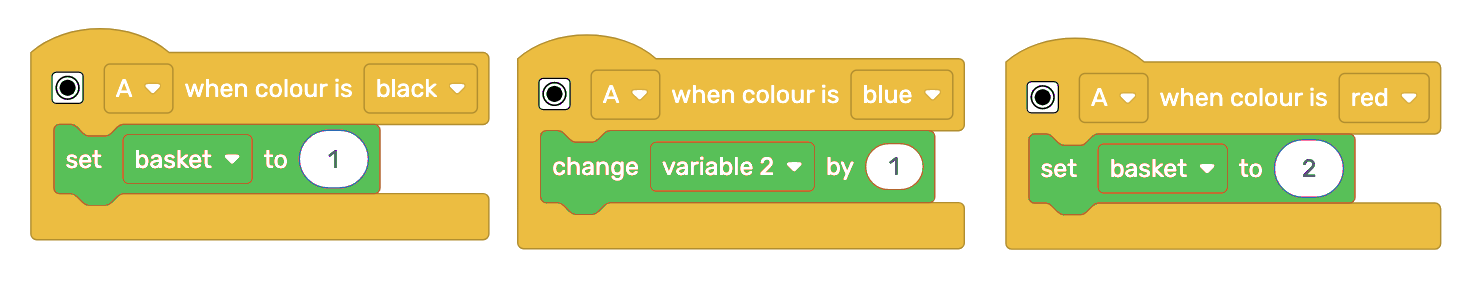 A when colour is black
set basket to 1
A when colour is blue
change variable 2 by 1
A when colour is red
set basket to 2